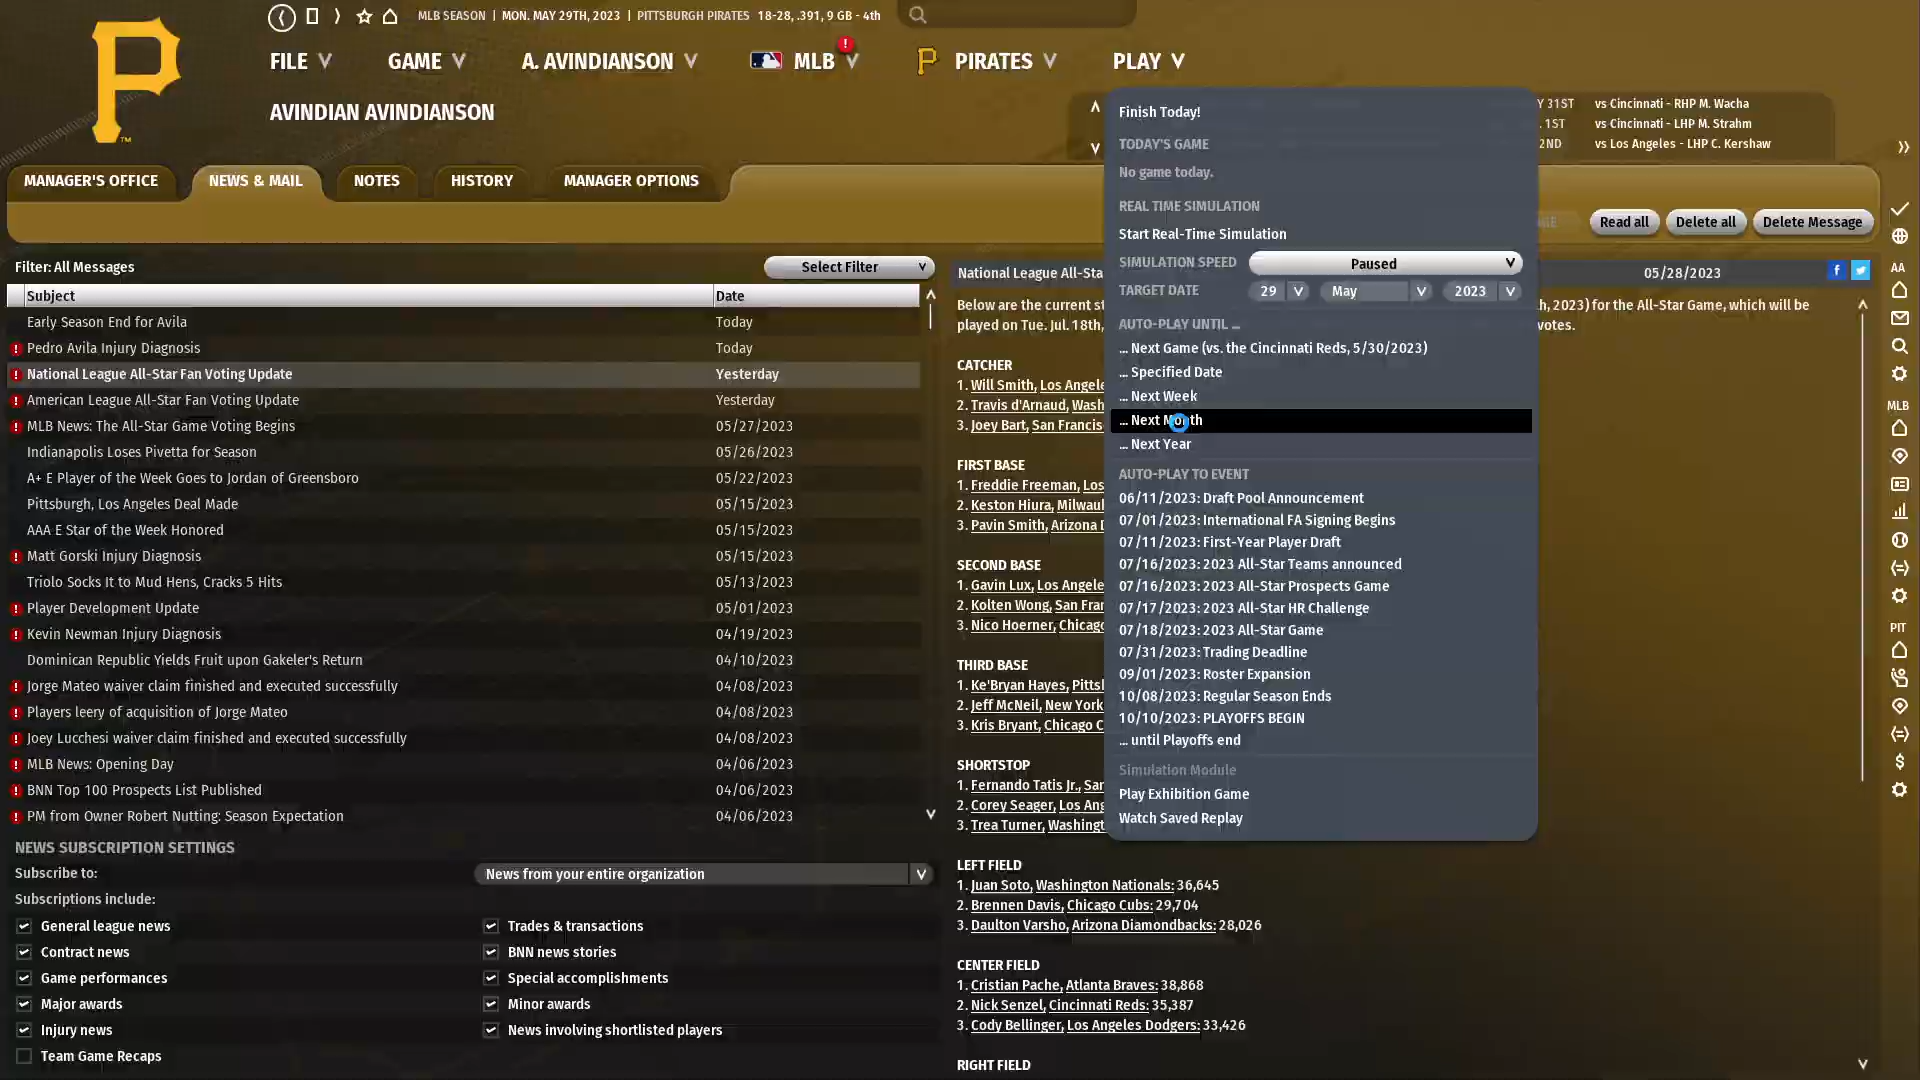 MLB SEASON | MON. MAY 29TH, 2023 | PITTSBURGH PIRATES 18-28, .391, 9 GB - 4th
P
FILE
GAME
A. AVINDIANSON
MLB
PIRATES
PLAY
AVINDIAN AVINDIANSON
31ST vs Cincinnati - RHP M. Wacha
1ST vs Cincinnati - LHP M. Strahm
vs Los Angeles - LHP C. Kershaw
MANAGER'S OFFICE
NEWS & MAIL
NOTES
HISTORY
MANAGER OPTIONS
Read all
Delete all
Delete Message
Filter: All Messages
Select Filter
Subject Date
Early Season End for Avila Today
Pedro Avila Injury Diagnosis Today
National League All-Star Fan Voting Update Yesterday
American League All-Star Fan Voting Update Yesterday
MLB News: The All-Star Game Voting Begins 05/27/2023
Indianapolis Loses Pivetta for Season 05/26/2023
A+ E Player of the Week Goes to Jordan of Greensboro 05/22/2023
Pittsburgh, Los Angeles Deal Made 05/15/2023
AAA E Star of the Week Honored 05/15/2023
Matt Gorski Injury Diagnosis 05/15/2023
Triolo Socks It to Mud Hens, Cracks 5 Hits 05/13/2023
Player Development Update 05/01/2023
Kevin Newman Injury Diagnosis 04/19/2023
Dominican Republic Yields Fruit upon Gakeler's Return 04/10/2023
Jorge Mateo waiver claim finished and executed successfully 04/08/2023
Players leery of acquisition of Jorge Mateo 04/08/2023
Joey Lucchesi waiver claim finished and executed successfully 04/08/2023
MLB News: Opening Day 04/06/2023
BNN Top 100 Prospects List Published 04/06/2023
PM from Owner Robert Nutting: Season Expectation 04/06/2023
NEWS SUBSCRIPTION SETTINGS
Subscribe to: News from your entire organization
Subscriptions include:
General league news
Trades & transactions
Contract news
BNN news stories
Game performances
Special accomplishments
Major awards
Minor awards
Injury news
News involving shortlisted players
Team Game Recaps
National League All-Sta 05/28/2023
Below are the current st h, 2023) for the All-Star Game, which will be
played on Tue. Jul. 18th, votes.
CATCHER
1. Will Smith, Los Angele
2. Travis d'Arnaud, Wash
3. Joey Bart, San Francis
FIRST BASE
1. Freddie Freeman, Los
2. Keston Hiura, Milwau
3. Pavin Smith, Arizona D
SECOND BASE
1. Gavin Lux, Los Angele
2. Kolten Wong, San Fran
3. Nico Hoerner, Chicago
THIRD BASE
1. Ke'Bryan Hayes, Pittsb
2. Jeff McNeil, New York
3. Kris Bryant, Chicago C
SHORTSTOP
1. Fernando Tatis Jr., San
2. Corey Seager, Los Ang
3. Trea Turner, Washingt
LEFT FIELD
1. Juan Soto, Washington Nationals: 36,645
2. Brennen Davis, Chicago Cubs: 29,704
3. Daulton Varsho, Arizona Diamondbacks: 28,026
CENTER FIELD
1. Cristian Pache, Atlanta Braves: 38,868
2. Nick Senzel, Cincinnati Reds: 35,387
3. Cody Bellinger, Los Angeles Dodgers: 33,426
RIGHT FIELD
Finish Today!
TODAY'S GAME
No game today.
REAL TIME SIMULATION
Start Real-Time Simulation
SIMULATION SPEED Paused
TARGET DATE 29 May 2023
AUTO-PLAY UNTIL ...
... Next Game (vs. the Cincinnati Reds, 5/30/2023)
... Specified Date
... Next Week
... Next Month
... Next Year
AUTO-PLAY TO EVENT
06/11/2023: Draft Pool Announcement
07/01/2023: International FA Signing Begins
07/11/2023: First-Year Player Draft
07/16/2023: 2023 All-Star Teams announced
07/16/2023: 2023 All-Star Prospects Game
07/17/2023: 2023 All-Star HR Challenge
07/18/2023: 2023 All-Star Game
07/31/2023: Trading Deadline
09/01/2023: Roster Expansion
10/08/2023: Regular Season Ends
10/10/2023: PLAYOFFS BEGIN
... until Playoffs end
Simulation Module
Play Exhibition Game
Watch Saved Replay
AA
MLB
PIT